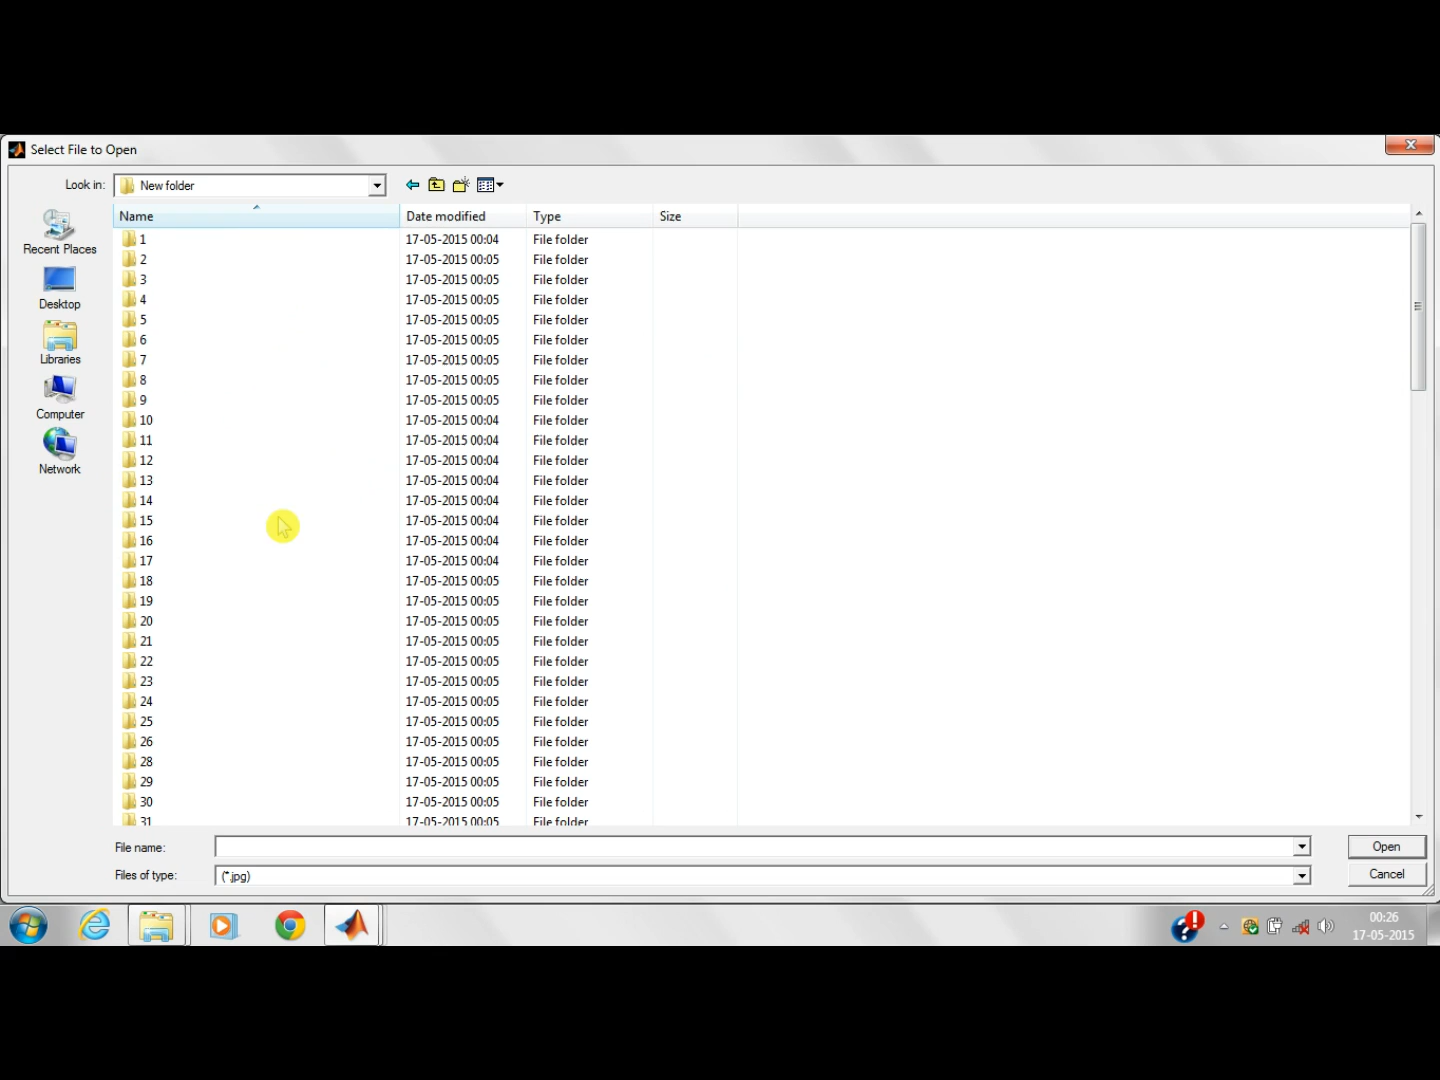 Select File to Open
Look in: New folder
Name Date modified Type Size
Recent Places
Desktop
Libraries
Computer
Network
1 17-05-2015 00:04 File folder
2 17-05-2015 00:05 File folder
3 17-05-2015 00:05 File folder
4 17-05-2015 00:05 File folder
5 17-05-2015 00:05 File folder
6 17-05-2015 00:05 File folder
7 17-05-2015 00:05 File folder
8 17-05-2015 00:05 File folder
9 17-05-2015 00:05 File folder
10 17-05-2015 00:04 File folder
11 17-05-2015 00:04 File folder
12 17-05-2015 00:04 File folder
13 17-05-2015 00:04 File folder
14 17-05-2015 00:04 File folder
15 17-05-2015 00:04 File folder
16 17-05-2015 00:04 File folder
17 17-05-2015 00:04 File folder
18 17-05-2015 00:05 File folder
19 17-05-2015 00:05 File folder
20 17-05-2015 00:05 File folder
21 17-05-2015 00:05 File folder
22 17-05-2015 00:05 File folder
23 17-05-2015 00:05 File folder
24 17-05-2015 00:05 File folder
25 17-05-2015 00:05 File folder
26 17-05-2015 00:05 File folder
28 17-05-2015 00:05 File folder
29 17-05-2015 00:05 File folder
30 17-05-2015 00:05 File folder
31 17-05-2015 00:05 File folder
File name: Open
Files of type: (*.jpg) Cancel
00:26
17-05-2015